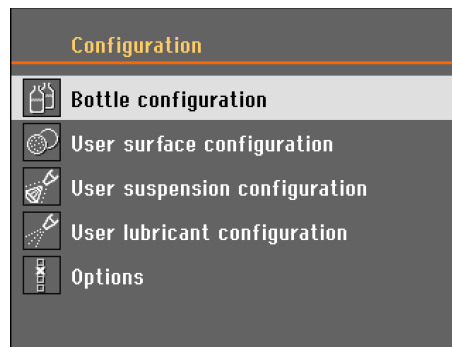 Configuration
Bottle configuration
User surface configuration
User suspension configuration
User lubricant configuration
Options